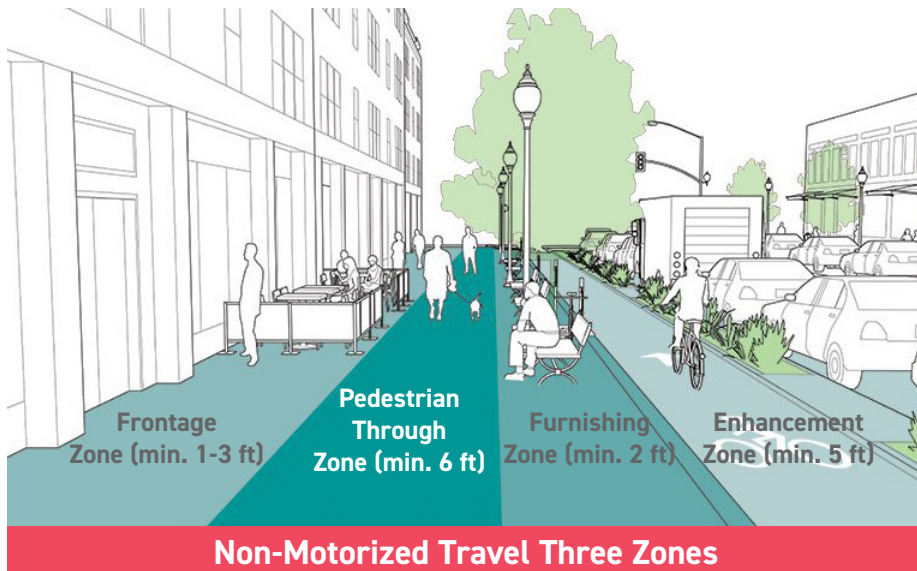 Frontage
Zone (min. 1-3 ft)
Pedestrian
Through
Zone (min. 6 ft)
Furnishing
Zone (min. 2 ft)
Enhancement
Zone (min. 5 ft)
Non-Motorized Travel Three Zones